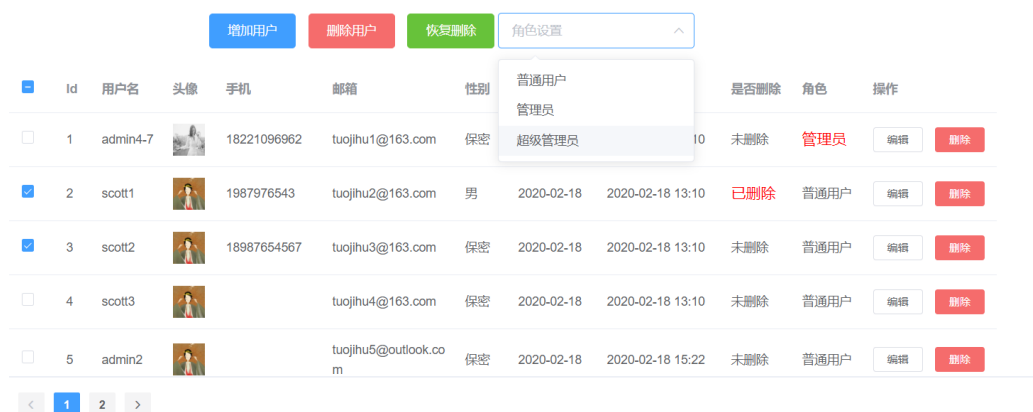 增加用户 删除用户 恢复删除 角色设置
普通用户
管理员
超级管理员
Id 用户名 头像 手机 邮箱 性别 是否删除 角色 操作
1 admin4-7 18221096962 tuojihu1@163.com 保密 10 未删除 管理员 编辑 删除
2 scott1 1987976543 tuojihu2@163.com 男 2020-02-18 2020-02-18 13:10 已删除 普通用户 编辑 删除
3 scott2 18987654567 tuojihu3@163.com 保密 2020-02-18 2020-02-18 13:10 未删除 普通用户 编辑 删除
4 scott3 tuojihu4@163.com 保密 2020-02-18 2020-02-18 13:10 未删除 普通用户 编辑 删除
5 admin2 tuojihu5@outlook.co 保密 2020-02-18 2020-02-18 15:22 未删除 普通用户 编辑 删除
m
< 1 2 >